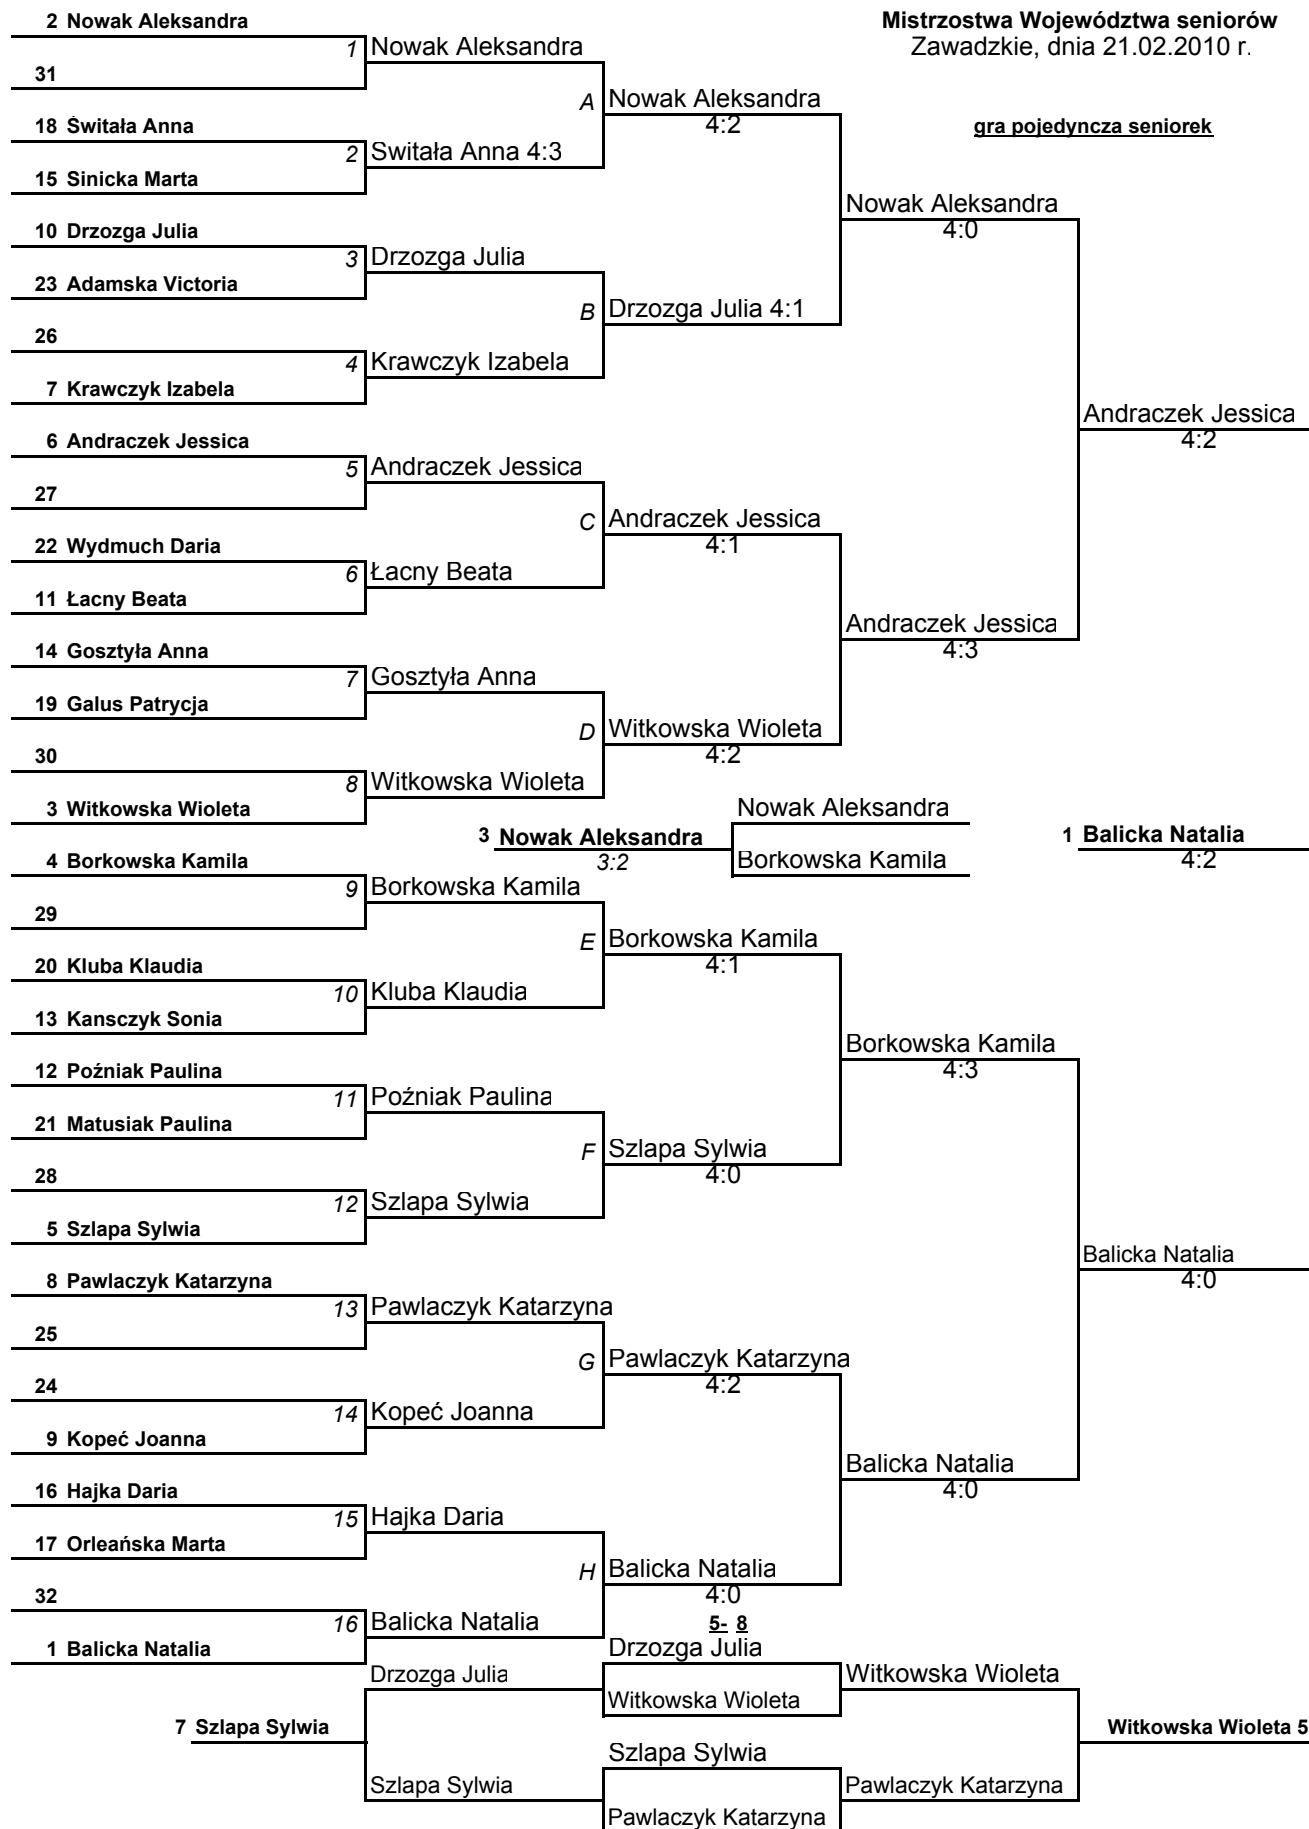 2 Nowak Aleksandra
Mistrzostwa Województwa seniorów
1 Nowak Aleksandra
Zawadzkie, dnia 21.02.2010 r.
31
A Nowak Aleksandra
4:2
18 Świtała Anna
gra pojedyncza seniorek
2 Switała Anna 4:3
15 Sinicka Marta
Nowak Aleksandra
4:0
10 Drzozga Julia
3 Drzozga Julia
23 Adamska Victoria
B Drzozga Julia 4:1
26
4 Krawczyk Izabela
7 Krawczyk Izabela
Andraczek Jessica
4:2
6 Andraczek Jessica
5 Andraczek Jessica
27
C Andraczek Jessica
4:1
22 Wydmuch Daria
6 Łacny Beata
11 Łacny Beata
Andraczek Jessica
4:3
14 Gosztyła Anna
7 Gosztyła Anna
19 Galus Patrycja
D Witkowska Wioleta
4:2
30
8 Witkowska Wioleta
3 Witkowska Wioleta
Nowak Aleksandra
3 Nowak Aleksandra
3:2
Borkowska Kamila
1 Balicka Natalia
4:2
4 Borkowska Kamila
9 Borkowska Kamila
29
E Borkowska Kamila
4:1
20 Kluba Klaudia
10 Kluba Klaudia
13 Kansczyk Sonia
Borkowska Kamila
4:3
12 Poźniak Paulina
11 Poźniak Paulina
21 Matusiak Paulina
F Szlapa Sylwia
4:0
28
12 Szlapa Sylwia
5 Szlapa Sylwia
Balicka Natalia
4:0
8 Pawlaczyk Katarzyna
13 Pawlaczyk Katarzyna
25
G Pawlaczyk Katarzyna
4:2
24
14 Kopeć Joanna
9 Kopeć Joanna
Balicka Natalia
4:0
16 Hajka Daria
15 Hajka Daria
17 Orleańska Marta
H Balicka Natalia
4:0
32
16 Balicka Natalia
5- 8
1 Balicka Natalia
Drzozga Julia
Drzozga Julia
Witkowska Wioleta
Witkowska Wioleta
7 Szlapa Sylwia
Witkowska Wioleta 5
Szlapa Sylwia
Szlapa Sylwia
Pawlaczyk Katarzyna
Pawlaczyk Katarzyna